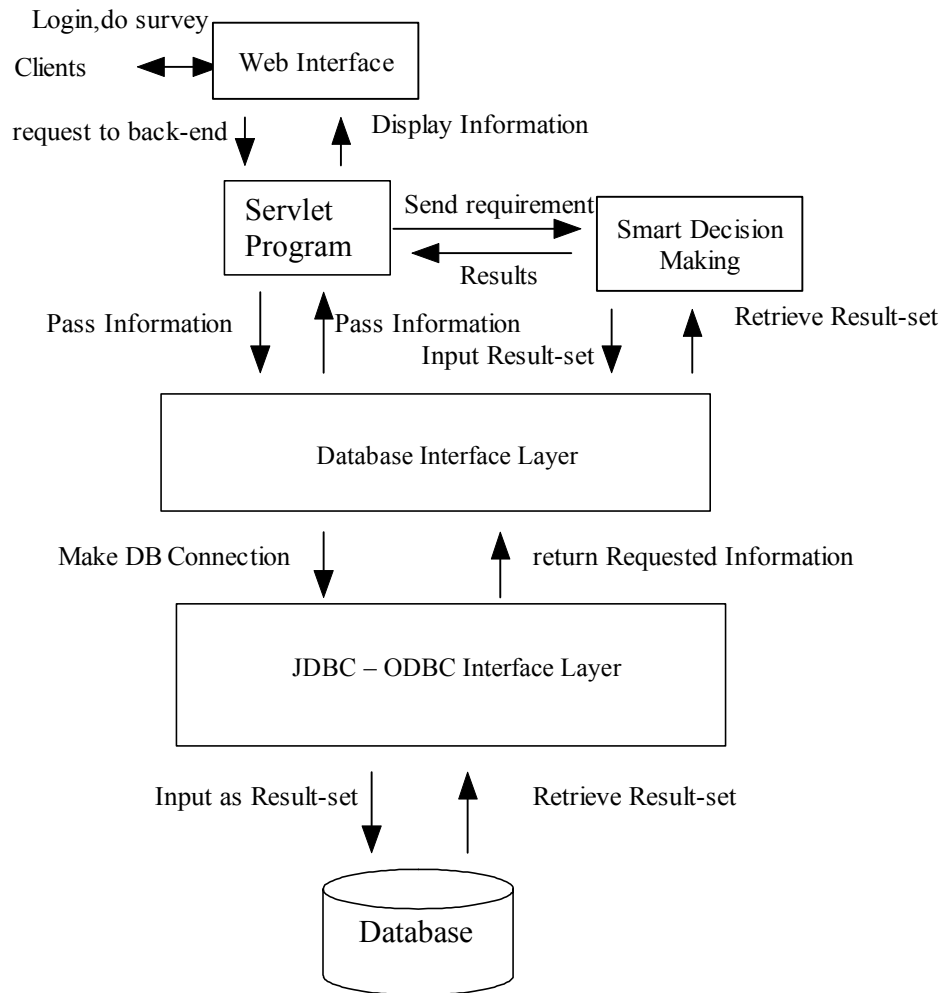 Login,do survey
Clients
Web Interface
request to back-end
Display Information
Servlet
Program
Send requirement
Results
Smart Decision
Making
Pass Information
Pass Information
Input Result-set
Retrieve Result-set
Database Interface Layer
Make DB Connection
return Requested Information
JDBC – ODBC Interface Layer
Input as Result-set
Retrieve Result-set
Database